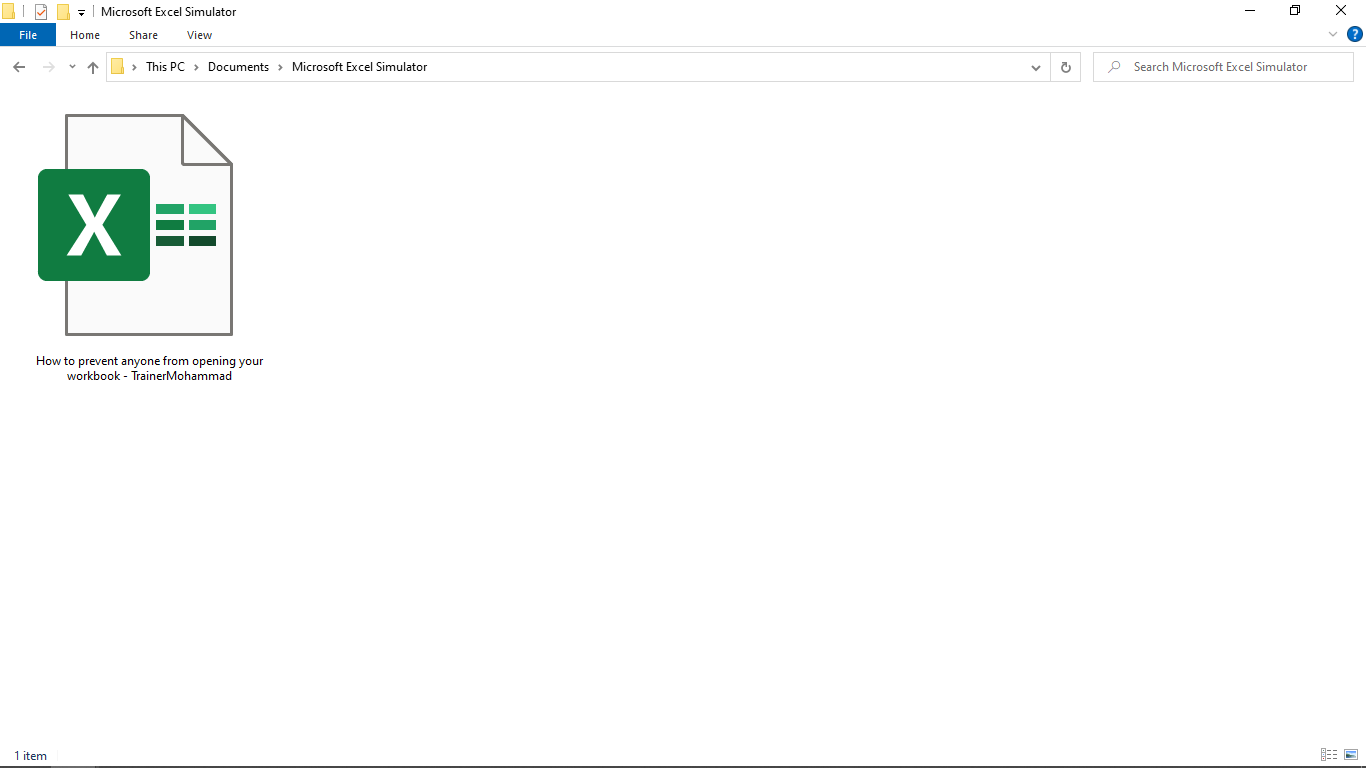 Microsoft Excel Simulator
File Home Share View
This PC Documents Microsoft Excel Simulator
Search Microsoft Excel Simulator
X
How to prevent anyone from opening your
workbook - TrainerMohammad
1 item